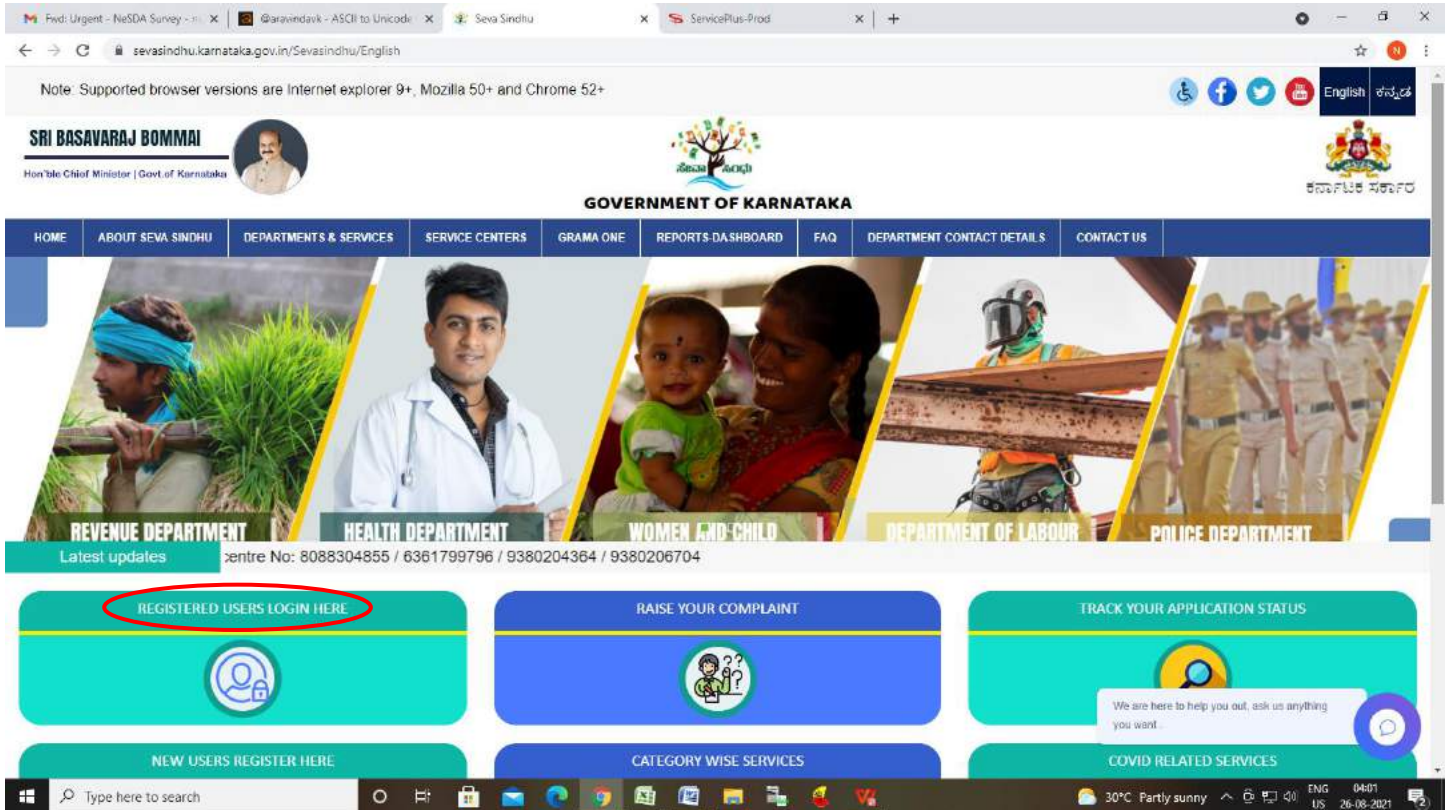 Fwd: Urgent - NeSDA Survey -
@aravindavk - ASCII to Unicode
Seva Sindhu
ServicePlus-Prod
sevasindhu.karnataka.gov.in/Sevasindhu/English
N
Note: Supported browser versions are Internet explorer 9+, Mozilla 50+ and Chrome 52+
English ಕನ್ನಡ
SRI BASAVARAJ BOMMAI
Hon'ble Chief Minister | Govt.of Karnataka
ಸೇವಾ ಸಿಂಧು
GOVERNMENT OF KARNATAKA
ಕರ್ನಾಟಕ ಸರ್ಕಾರ
HOME ABOUT SEVA SINDHU DEPARTMENTS & SERVICES SERVICE CENTERS GRAMA ONE REPORTS-DASHBOARD FAQ DEPARTMENT CONTACT DETAILS CONTACT US
REVENUE DEPARTMENT HEALTH DEPARTMENT WOMEN AND CHILD DEPARTMENT OF LABOUR POLICE DEPARTMENT
Latest updates centre No: 8088304855 / 6361799796 / 9380204364 / 9380206704
REGISTERED USERS LOGIN HERE RAISE YOUR COMPLAINT TRACK YOUR APPLICATION STATUS
We are here to help you out, ask us anything
you want .
NEW USERS REGISTER HERE CATEGORY WISE SERVICES COVID RELATED SERVICES
Type here to search
30°C Partly sunny
ENG 04:01
US 26-08-2021
2